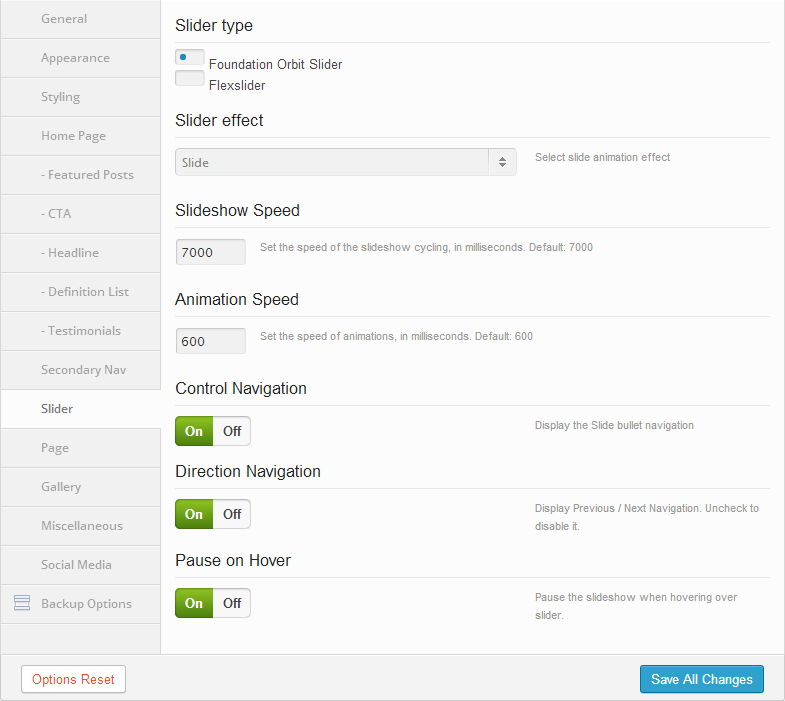 General
Appearance
Styling
Home Page
- Featured Posts
- CTA
- Headline
- Definition List
- Testimonials
Secondary Nav
Slider
Page
Gallery
Miscellaneous
Social Media
Backup Options
Slider type
Foundation Orbit Slider
Flexslider
Slider effect
Slide
Select slide animation effect
Slideshow Speed
7000
Set the speed of the slideshow cycling, in milliseconds. Default: 7000
Animation Speed
600
Set the speed of animations, in milliseconds. Default: 600
Control Navigation
On Off
Display the Slide bullet navigation
Direction Navigation
On Off
Display Previous / Next Navigation. Uncheck to
disable it.
Pause on Hover
On Off
Pause the slideshow when hovering over
slider.
Options Reset
Save All Changes